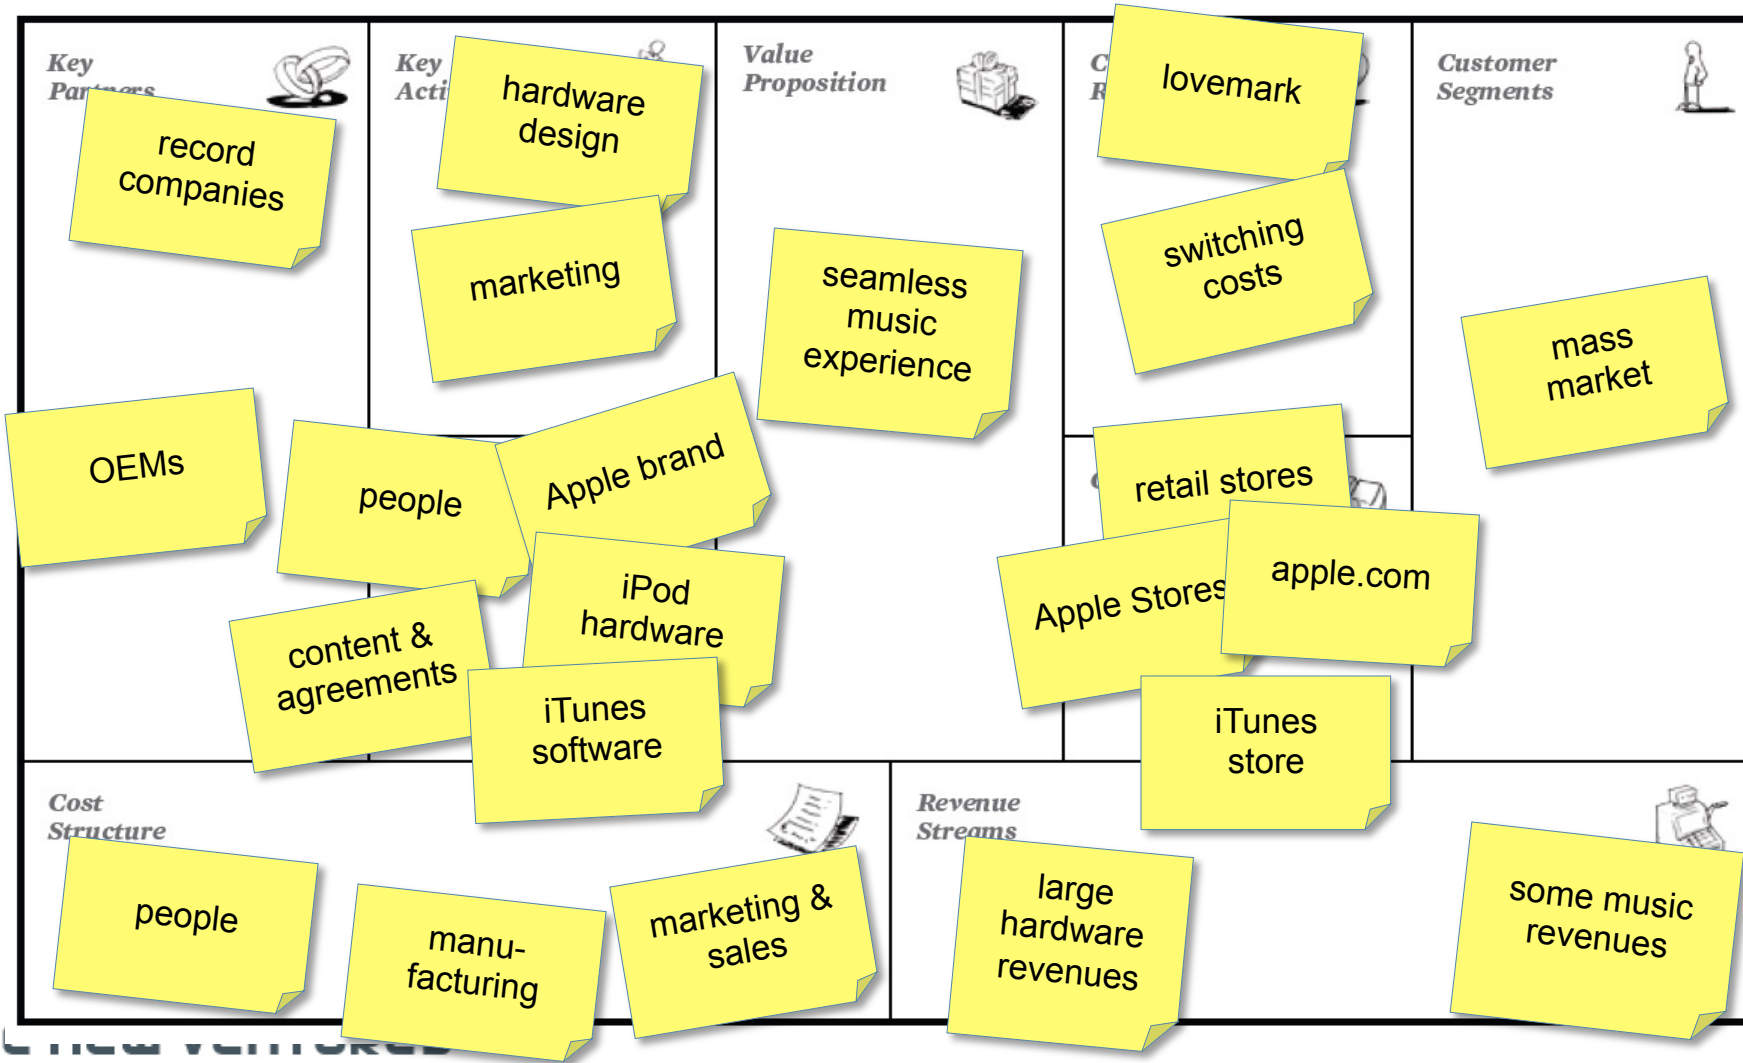 Key
Partners
record
companies
OEMs
Key
Acti
hardware
design
marketing
people
Apple brand
content &
agreements
iPod
hardware
iTunes
software
Value
Proposition
seamless
music
experience
C
R
lovemark
switching
costs
retail stores
Apple Stores
apple.com
iTunes
store
Customer
Segments
mass
market
Cost
Structure
people
manu-
facturing
marketing &
sales
Revenue
Streams
large
hardware
revenues
some music
revenues
NEW VENTURES